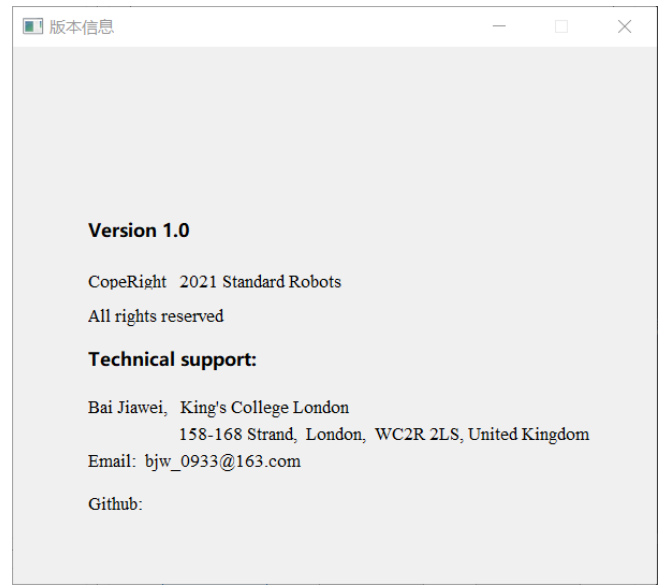 版本信息
Version 1.0
CopeRight 2021 Standard Robots
All rights reserved
Technical support:
Bai Jiawei, King's College London
158-168 Strand, London, WC2R 2LS, United Kingdom
Email: bjw_0933@163.com
Github: